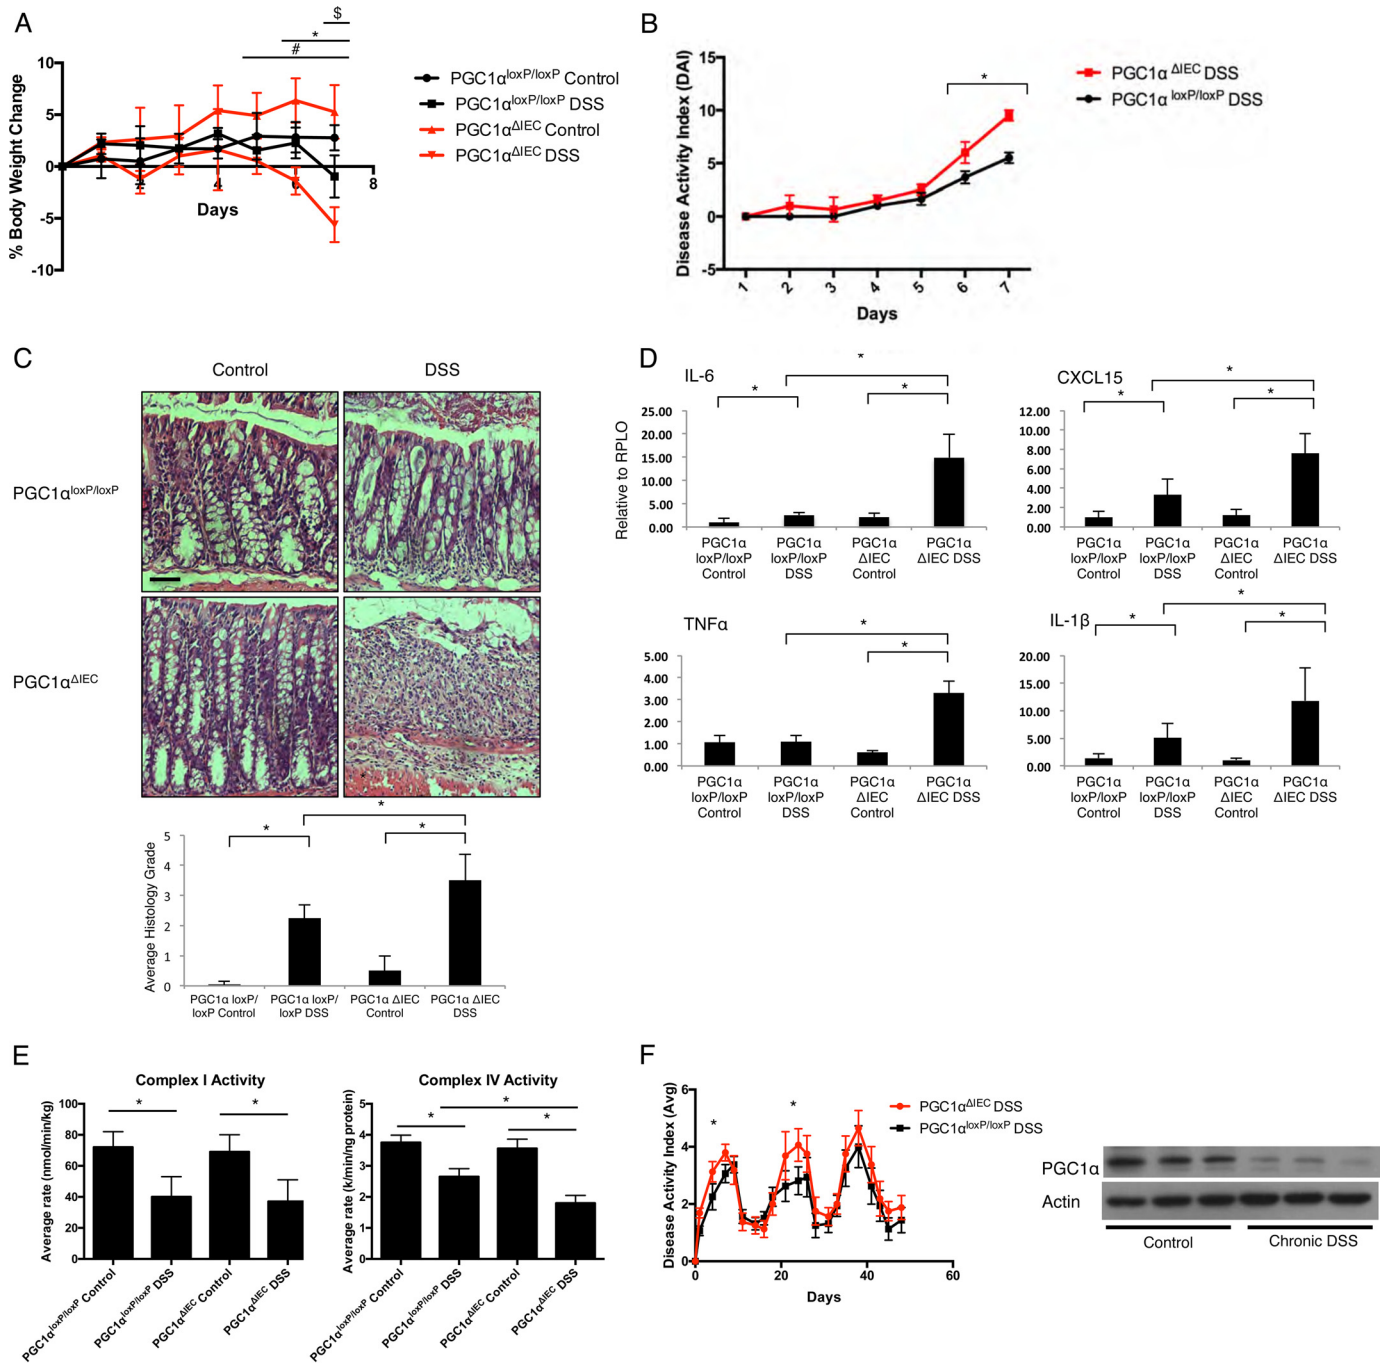 A
$
*
#
10
5
0
-5
-10
4
8
% Body Weight Change
Days
PGC1αloxP/loxP Control
PGC1αloxP/loxP DSS
PGC1αΔIEC Control
PGC1αΔIEC DSS
B
15
10
5
0
-5
Disease Activity Index (DAI)
*
1 2 3 4 5 6 7
Days
PGC1α ΔIEC DSS
PGC1α loxP/loxP DSS
C
Control DSS
PGC1αloxP/loxP
PGC1αΔIEC
*
*
* *
5
4
3
2
1
0
Average Histology Grade
PGC1α loxP/ loxP Control
PGC1α loxP/ loxP DSS
PGC1α ΔIEC Control
PGC1α ΔIEC DSS
D
IL-6
*
* *
25.00
20.00
15.00
10.00
5.00
0.00
Relative to RPLO
PGC1α loxP/loxP Control
PGC1α loxP/loxP DSS
PGC1α ΔIEC Control
PGC1α ΔIEC DSS
CXCL15
*
* *
12.00
10.00
8.00
6.00
4.00
2.00
0.00
PGC1α loxP/loxP Control
PGC1α loxP/loxP DSS
PGC1α ΔIEC Control
PGC1α ΔIEC DSS
TNFα
*
*
5.00
4.00
3.00
2.00
1.00
0.00
PGC1α loxP/loxP Control
PGC1α loxP/loxP DSS
PGC1α ΔIEC Control
PGC1α ΔIEC DSS
IL-1β
*
* *
20.00
15.00
10.00
5.00
0.00
PGC1α loxP/loxP Control
PGC1α loxP/loxP DSS
PGC1α ΔIEC Control
PGC1α ΔIEC DSS
E
Complex I Activity
* *
100
80
60
40
20
0
Average rate (nmol/min/kg)
PGC1αloxP/loxP Control
PGC1αloxP/loxP DSS
PGC1αΔIEC Control
PGC1αΔIEC DSS
Complex IV Activity
*
* *
5
4
3
2
1
0
Average rate (k/min/ng protein)
PGC1αloxP/loxP Control
PGC1αloxP/loxP DSS
PGC1αΔIEC Control
PGC1αΔIEC DSS
F
6
4
2
0
Disease Activity Index (Avg)
* *
0 20 40 60
Days
PGC1αΔIEC DSS
PGC1αloxP/loxP DSS
PGC1α
Actin
Control Chronic DSS